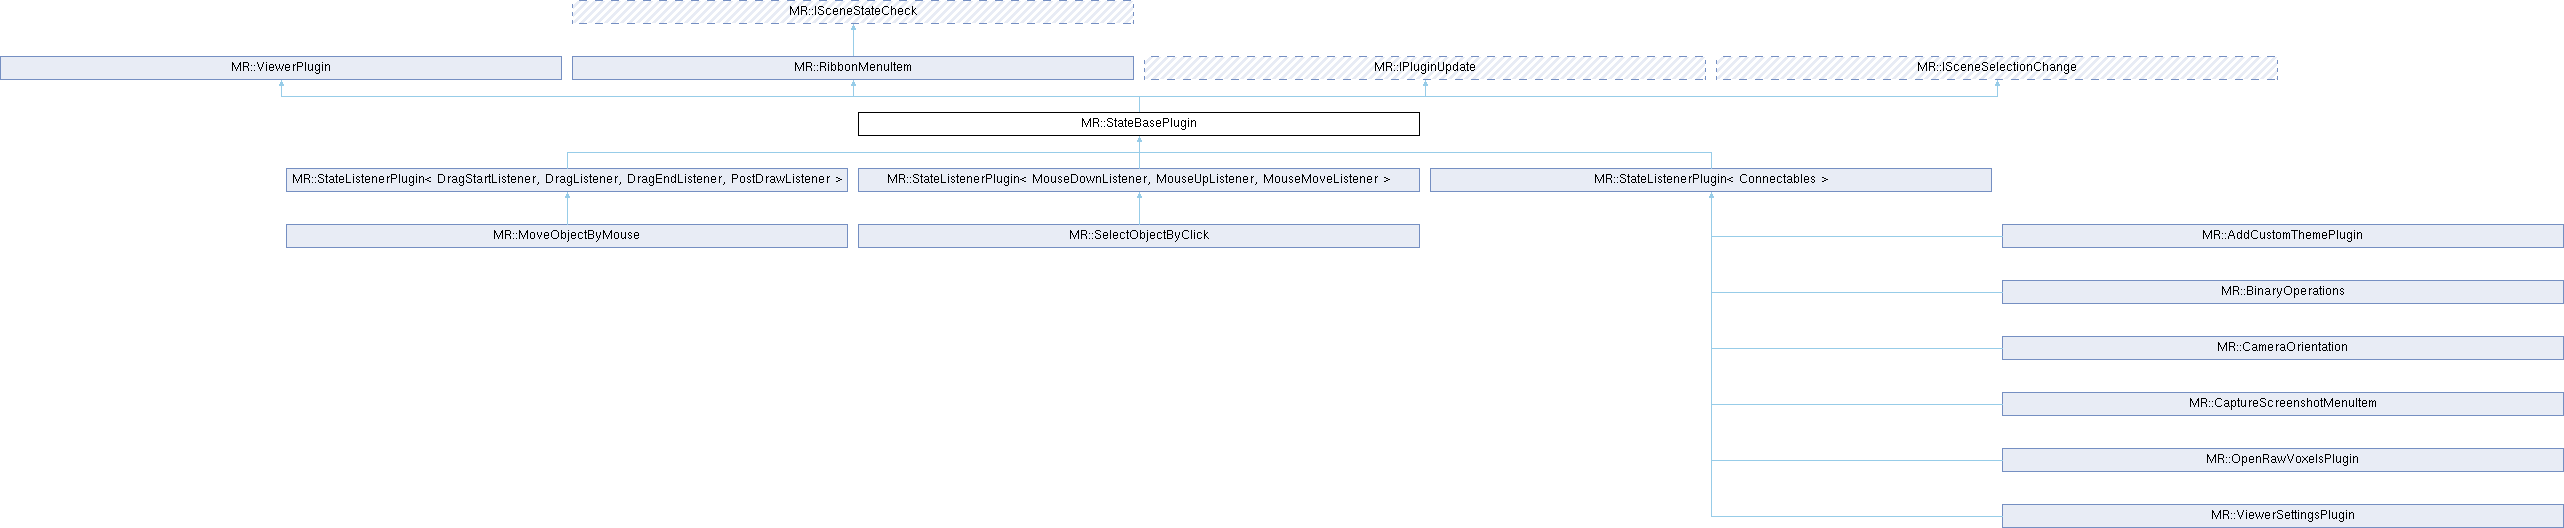 MR::ISceneStateCheck
MR::ViewerPlugin
MR::RibbonMenuItem
MR::IPluginUpdate
MR::ISceneSelectionChange
MR::StateBasePlugin
MR::StateListenerPlugin< DragStartListener, DragListener, DragEndListener, PostDrawListener >
MR::StateListenerPlugin< MouseDownListener, MouseUpListener, MouseMoveListener >
MR::StateListenerPlugin< Connectables >
MR::MoveObjectByMouse
MR::SelectObjectByClick
MR::AddCustomThemePlugin
MR::BinaryOperations
MR::CameraOrientation
MR::CaptureScreenshotMenuItem
MR::OpenRawVoxelsPlugin
MR::ViewerSettingsPlugin